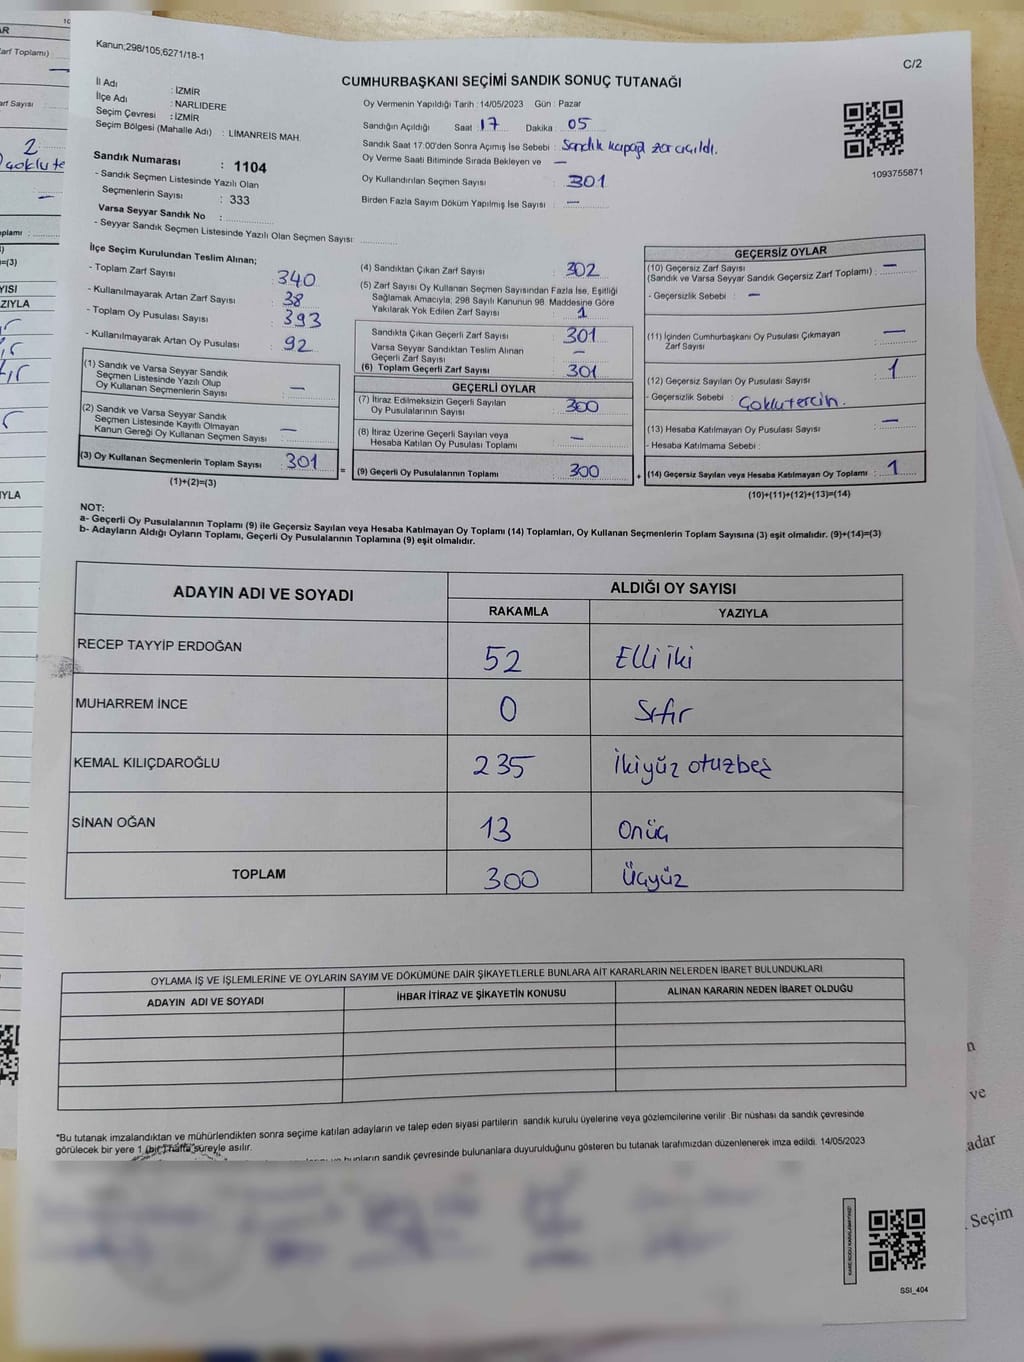 Kanun;298/105;6271/18-1
C/2
CUMHURBAŞKANI SEÇİMİ SANDIK SONUÇ TUTANAĞI
İl Adı : İZMİR
İlçe Adı : NARLIDERE
Seçim Çevresi : İZMİR
Seçim Bölgesi (Mahalle Adı) : LİMANREİS MAH.
Sandık Numarası : 1104
- Sandık Seçmen Listesinde Yazılı Olan
Seçmenlerin Sayısı : 333
Varsa Seyyar Sandık No :
- Seyyar Sandık Seçmen Listesinde Yazılı Olan Seçmen Sayısı:
Oy Vermenin Yapıldığı Tarih : 14/05/2023 Gün : Pazar
Sandığın Açıldığı Saat 17 Dakika : 05
Sandık Saat 17.00'den Sonra Açımış İse Sebebi : Sandık kapağı zor açıldı.
Oy Verme Saati Bitiminde Sırada Bekleyen ve —
Oy Kullandırılan Seçmen Sayısı : 301
Birden Fazla Sayım Döküm Yapılmış İse Sayısı : —
1093755871
İlçe Seçim Kurulundan Teslim Alınan;
- Toplam Zarf Sayısı 340
- Kullanılmayarak Artan Zarf Sayısı : 38
- Toplam Oy Pusulası Sayısı : 393
- Kullanılmayarak Artan Oy Pusulası : 92
(1) Sandık ve Varsa Seyyar Sandık
Seçmen Listesinde Yazılı Olup
Oy Kullanan Seçmenlerin Sayısı : —
(2) Sandık ve Varsa Seyyar Sandık
Seçmen Listesinde Kayıtlı Olmayan
Kanun Gereği Oy Kullanan Seçmen Sayısı : —
(3) Oy Kullanan Seçmenlerin Toplam Sayısı : 301
(1)+(2)=(3)
(4) Sandıktan Çıkan Zarf Sayısı : 302
(5) Zarf Sayısı Oy Kullanan Seçmen Sayısından Fazla İse, Eşitliği
Sağlamak Amacıyla; 298 Sayılı Kanunun 98. Maddesine Göre
Yakılarak Yok Edilen Zarf Sayısı : 1
Sandıkta Çıkan Geçerli Zarf Sayısı : 301
Varsa Seyyar Sandıktan Teslim Alınan
Geçerli Zarf Sayısı : —
(6) Toplam Geçerli Zarf Sayısı : 301
GEÇERLİ OYLAR
(7) İtiraz Edilmeksizin Geçerli Sayılan
Oy Pusulalarının Sayısı : 300
(8) İtiraz Üzerine Geçerli Sayılan veya
Hesaba Katılan Oy Pusulası Toplamı : —
= (9) Geçerli Oy Pusulalarının Toplamı : 300
GEÇERSİZ OYLAR
(10) Geçersiz Zarf Sayısı
(Sandık ve Varsa Seyyar Sandık Geçersiz Zarf Toplamı) : —
- Geçersizlik Sebebi : —
(11) İçinden Cumhurbaşkanı Oy Pusulası Çıkmayan
Zarf Sayısı : —
(12) Geçersiz Sayılan Oy Pusulası Sayısı : 1
- Geçersizlik Sebebi : Çoklu tercih.
(13) Hesaba Katılmayan Oy Pusulası Sayısı : —
- Hesaba Katılmama Sebebi :
+ (14) Geçersiz Sayılan veya Hesaba Katılmayan Oy Toplamı : 1
(10)+(11)+(12)+(13)=(14)
NOT:
a- Geçerli Oy Pusulalarının Toplamı (9) ile Geçersiz Sayılan veya Hesaba Katılmayan Oy Toplamı (14) Toplamları, Oy Kullanan Seçmenlerin Toplam Sayısına (3) eşit olmalıdır. (9)+(14)=(3)
b- Adayların Aldığı Oyların Toplamı, Geçerli Oy Pusulalarının Toplamına (9) eşit olmalıdır.
ADAYIN ADI VE SOYADI ALDIĞI OY SAYISI
RAKAMLA YAZIYLA
RECEP TAYYİP ERDOĞAN 52 Elli iki
MUHARREM İNCE 0 Sıfır
KEMAL KILIÇDAROĞLU 235 İkiyüz otuzbeş
SİNAN OĞAN 13 Onüç
TOPLAM 300 Üçyüz
OYLAMA İŞ VE İŞLEMLERİNE VE OYLARIN SAYIM VE DÖKÜMÜNE DAİR ŞİKAYETLERLE BUNLARA AİT KARARLARIN NELERDEN İBARET BULUNDUKLARI
ADAYIN ADI VE SOYADI İHBAR İTİRAZ VE ŞİKAYETİN KONUSU ALINAN KARARIN NEDEN İBARET OLDUĞU
*Bu tutanak imzalandıktan ve mühürlendikten sonra seçime katılan adayların ve talep eden siyasi partilerin sandık kurulu üyelerine veya gözlemcilerine verilir .Bir nüshası da sandık çevresinde
görülecek bir yere 1 (bir) hafta süreyle asılır.
bunların sandık çevresinde bulunanlara duyurulduğunu gösteren bu tutanak tarafımızdan düzenlenerek imza edildi. 14/05/2023
SSI_404
ve
adar
Seçim